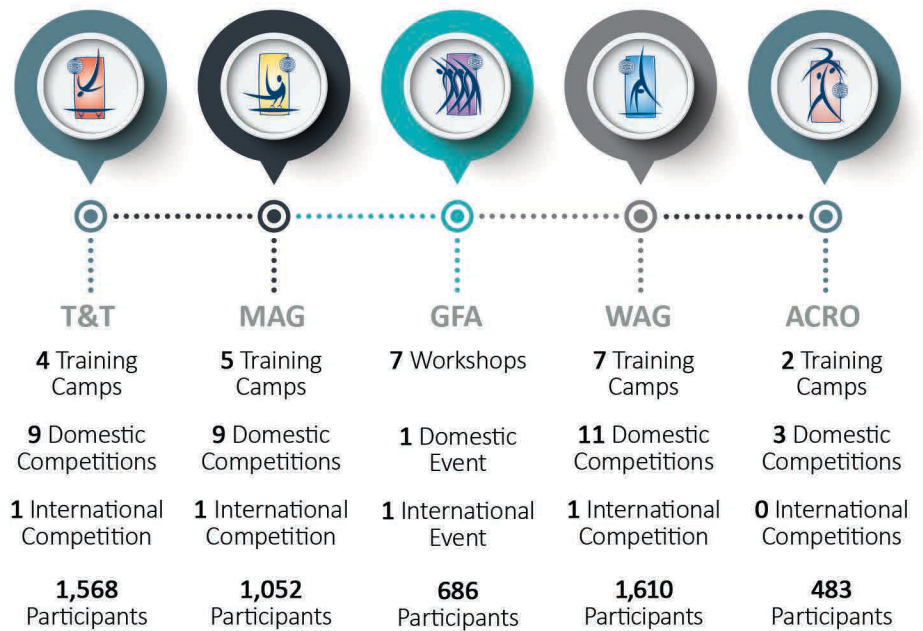 T&T
4 Training
Camps
9 Domestic
Competitions
1 International
Competition
1,568
Participants
MAG
5 Training
Camps
9 Domestic
Competitions
1 International
Competition
1,052
Participants
GFA
7 Workshops
1 Domestic
Event
1 International
Event
686
Participants
WAG
7 Training
Camps
11 Domestic
Competitions
1 International
Competition
1,610
Participants
ACRO
2 Training
Camps
3 Domestic
Competitions
0 International
Competitions
483
Participants